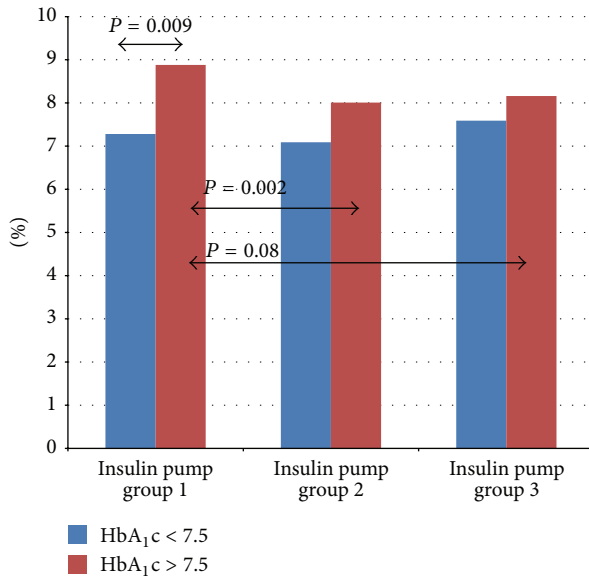 10
9
8
7
6
5
4
3
2
1
0
(%)
P = 0.009
P = 0.002
P = 0.08
Insulin pump group 1
Insulin pump group 2
Insulin pump group 3
HbA₁c < 7.5
HbA₁c > 7.5